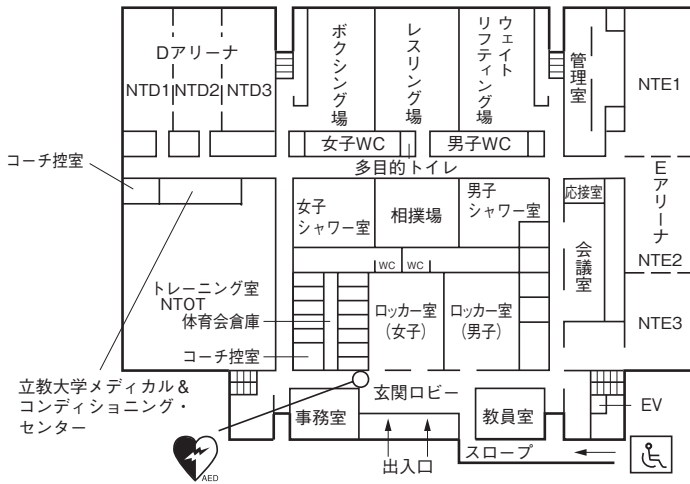 Dアリーナ
NTD1
NTD2
NTD3
ボクシング場
レスリング場
ウェイト
リフティング場
管理室
NTE1
女子WC
男子WC
多目的トイレ
コーチ控室
女子
シャワー室
相撲場
男子
シャワー室
応接室
Eアリーナ
NTE2
会議室
WC
WC
トレーニング室
NTOT
体育会倉庫
コーチ控室
ロッカー室
(女子)
ロッカー室
(男子)
NTE3
立教大学メディカル&
コンディショニング・
センター
玄関ロビー
事務室
教員室
EV
AED
出入口
スロープ